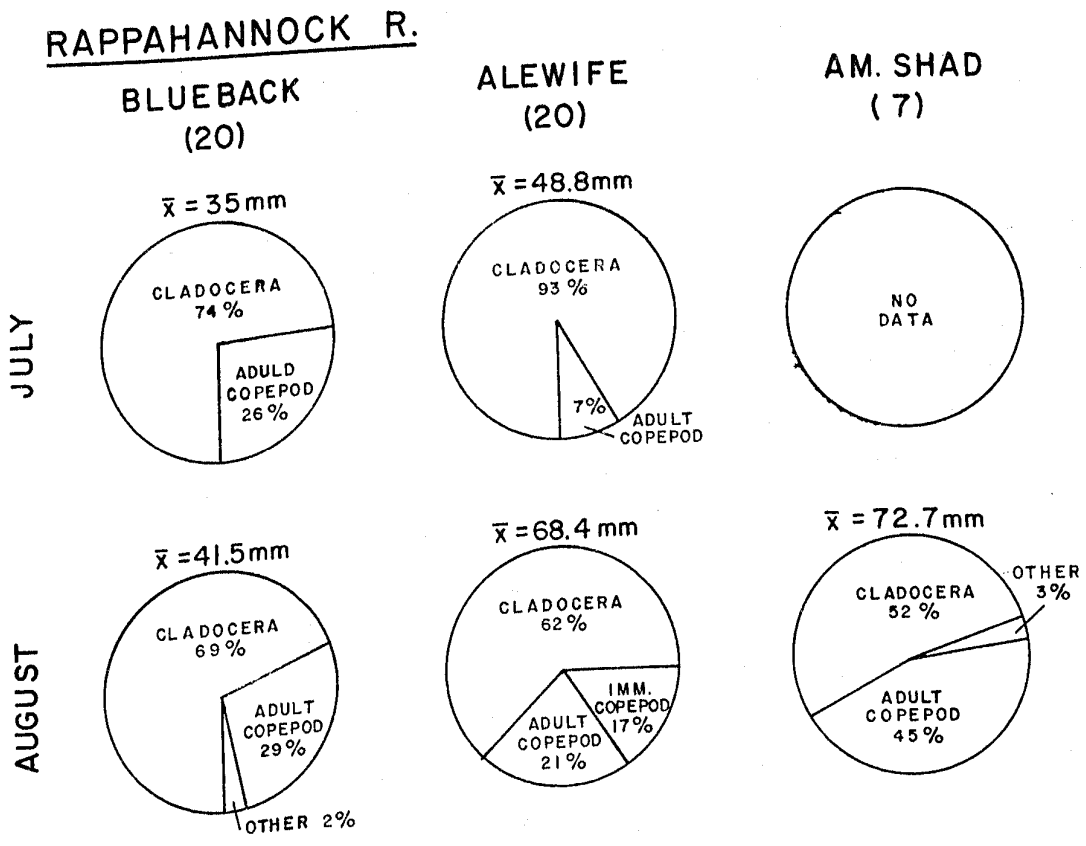 RAPPAHANNOCK R.
BLUEBACK
(20)
ALEWIFE
(20)
AM. SHAD
(7)
JULY
x̄ = 35mm
CLADOCERA
74%
ADULD
COPEPOD
26%
x̄ = 48.8mm
CLADOCERA
93%
7%
ADULT
COPEPOD
NO
DATA
AUGUST
x̄ = 41.5mm
CLADOCERA
69%
ADULT
COPEPOD
29%
OTHER 2%
x̄ = 68.4mm
CLADOCERA
62%
IMM.
COPEPOD
17%
ADULT
COPEPOD
21%
x̄ = 72.7mm
CLADOCERA
52%
OTHER
3%
ADULT
COPEPOD
45%